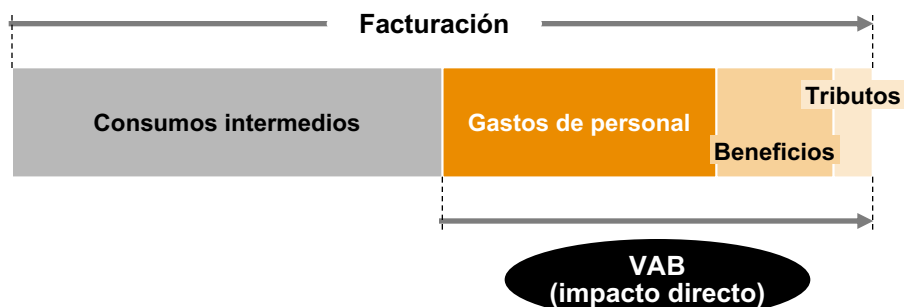 Facturación
Consumos intermedios
Gastos de personal
Beneficios
Tributos
VAB
(impacto directo)